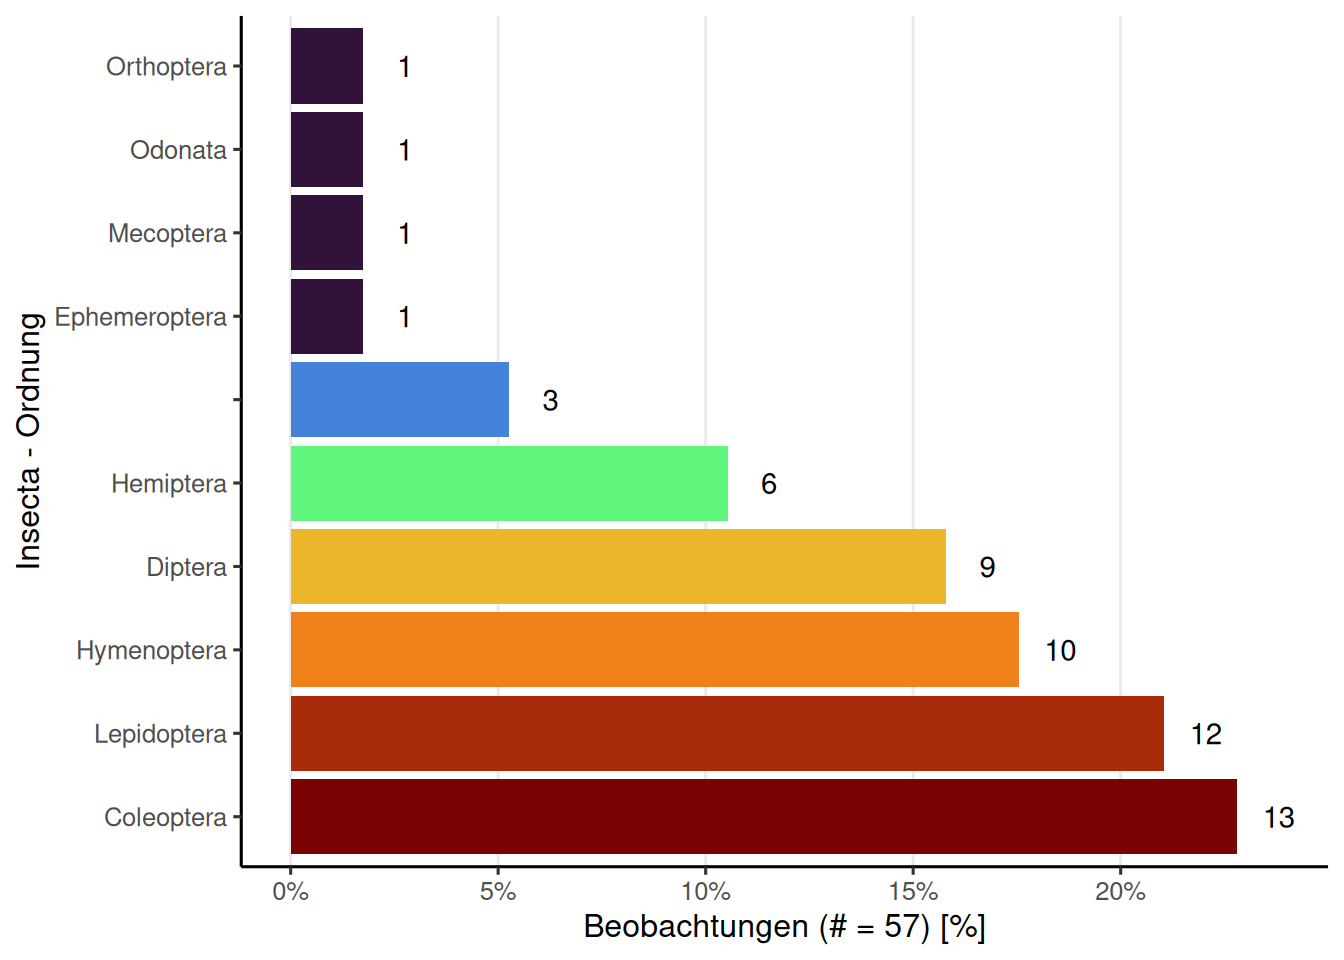 Orthoptera 1
Odonata 1
Mecoptera 1
Ephemeroptera 1
3
Hemiptera 6
Diptera 9
Hymenoptera 10
Lepidoptera 12
Coleoptera 13
0% 5% 10% 15% 20%
Beobachtungen (# = 57) [%]
Insecta - Ordnung